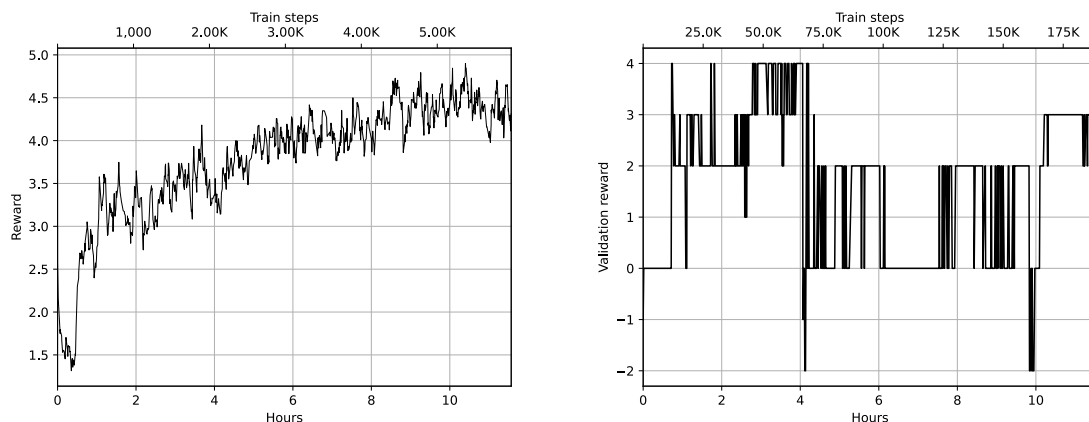 Train steps
1,000 2.00K 3.00K 4.00K 5.00K
5.0
4.5
4.0
3.5
3.0
2.5
2.0
1.5
Reward
0 2 4 6 8 10
Hours
Train steps
25.0K 50.0K 75.0K 100K 125K 150K 175K
4
3
2
1
0
−1
−2
Validation reward
0 2 4 6 8 10
Hours